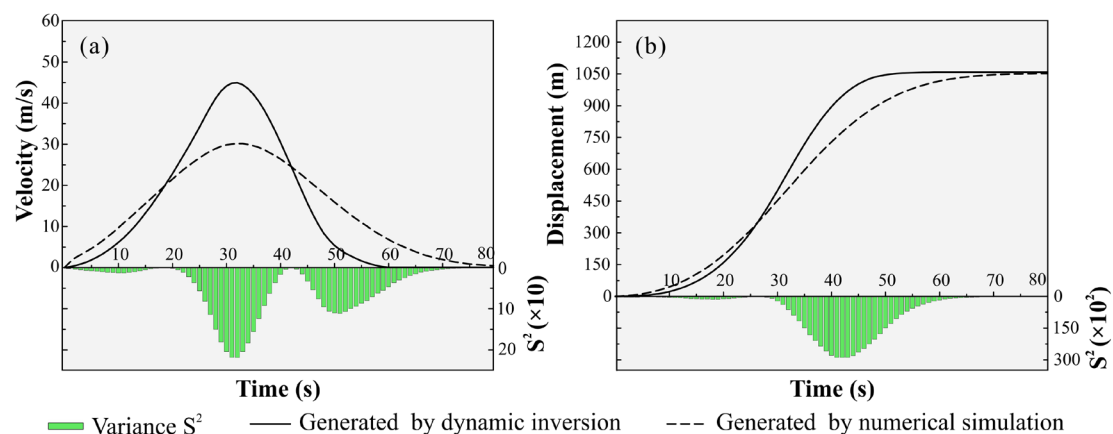 (a)
Velocity (m/s)
60
50
40
30
20
10
0
10 20 30 40 50 60 70 80
0
10
20
S² (×10)
Time (s)
(b)
Displacement (m)
1200
1050
900
750
600
450
300
150
0
10 20 30 40 50 60 70 80
0
150
300
S² (×10²)
Time (s)
Variance S² Generated by dynamic inversion Generated by numerical simulation